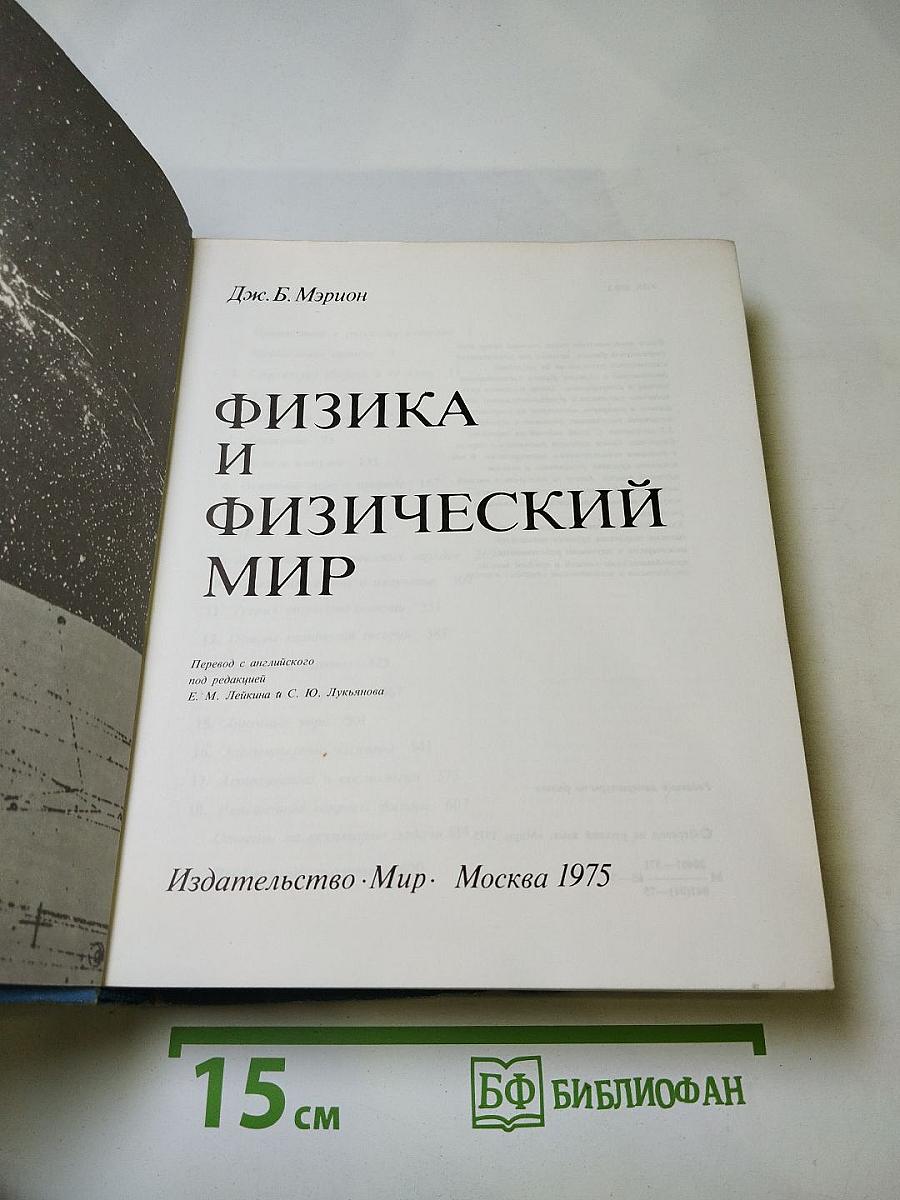 Дж. Б. Мэрион
ФИЗИКА
И
ФИЗИЧЕСКИЙ
МИР
Перевод с английского
под редакцией
Е. М. Лейкина и С. Ю. Лукьянова
Издательство · Мир · Москва 1975
15 см
БФ БИБЛИОФАН